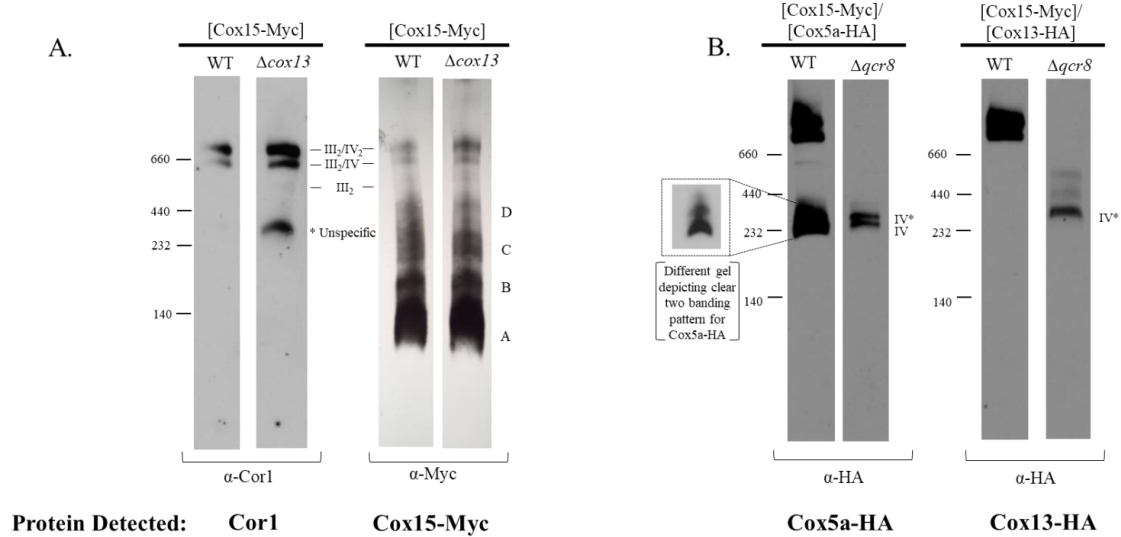 A.
[Cox15-Myc]
WT Δcox13
660
440
232
140
III2/IV2
III2/IV
III2
* Unspecific
α-Cor1
[Cox15-Myc]
WT Δcox13
D
C
B
A
α-Myc
B.
[Cox15-Myc]/
[Cox5a-HA]
WT Δqcr8
660
440
232
140
IV*
IV
Different gel
depicting clear
two banding
pattern for
Cox5a-HA
α-HA
[Cox15-Myc]/
[Cox13-HA]
WT Δqcr8
660
440
232
140
IV*
α-HA
Protein Detected: Cor1 Cox15-Myc Cox5a-HA Cox13-HA